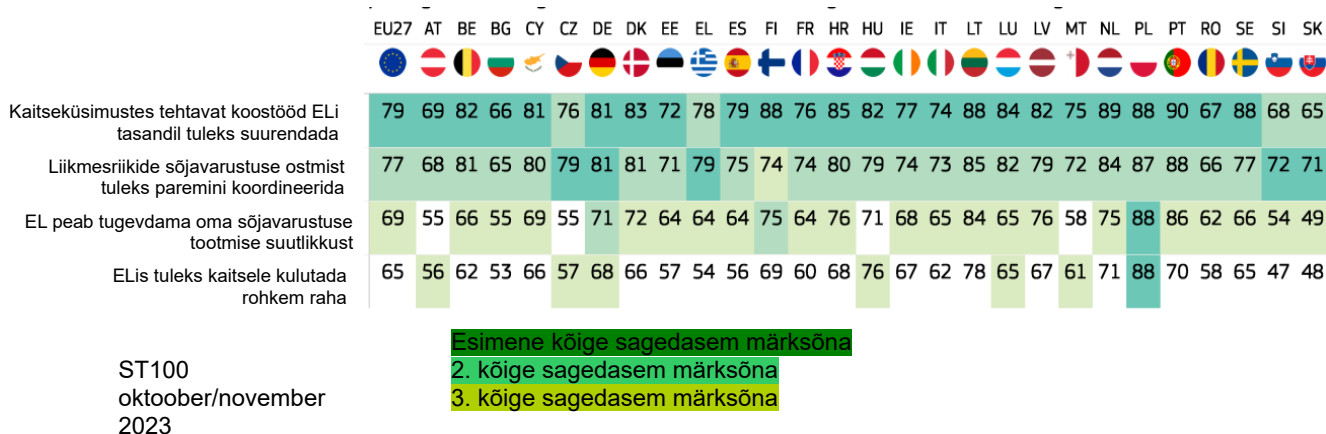 EU27 AT BE BG CY CZ DE DK EE EL ES FI FR HR HU IE IT LT LU LV MT NL PL PT RO SE SI SK
Kaitseküsimustes tehtavat koostööd ELi
tasandil tuleks suurendada
79 69 82 66 81 76 81 83 72 78 79 88 76 85 82 77 74 88 84 82 75 89 88 90 67 88 68 65
Liikmesriikide sõjavarustuse ostmist
tuleks paremini koordineerida
77 68 81 65 80 79 81 81 71 79 75 74 74 80 79 74 73 85 82 79 72 84 87 88 66 77 72 71
EL peab tugevdama oma sõjavarustuse
tootmise suutlikkust
69 55 66 55 69 55 71 72 64 64 64 75 64 76 71 68 65 84 65 76 58 75 88 86 62 66 54 49
ELis tuleks kaitsele kulutada
rohkem raha
65 56 62 53 66 57 68 66 57 54 56 69 60 68 76 67 62 78 65 67 61 71 88 70 58 65 47 48
Esimene kõige sagedasem märksõna
2. kõige sagedasem märksõna
3. kõige sagedasem märksõna
ST100
oktoober/november
2023